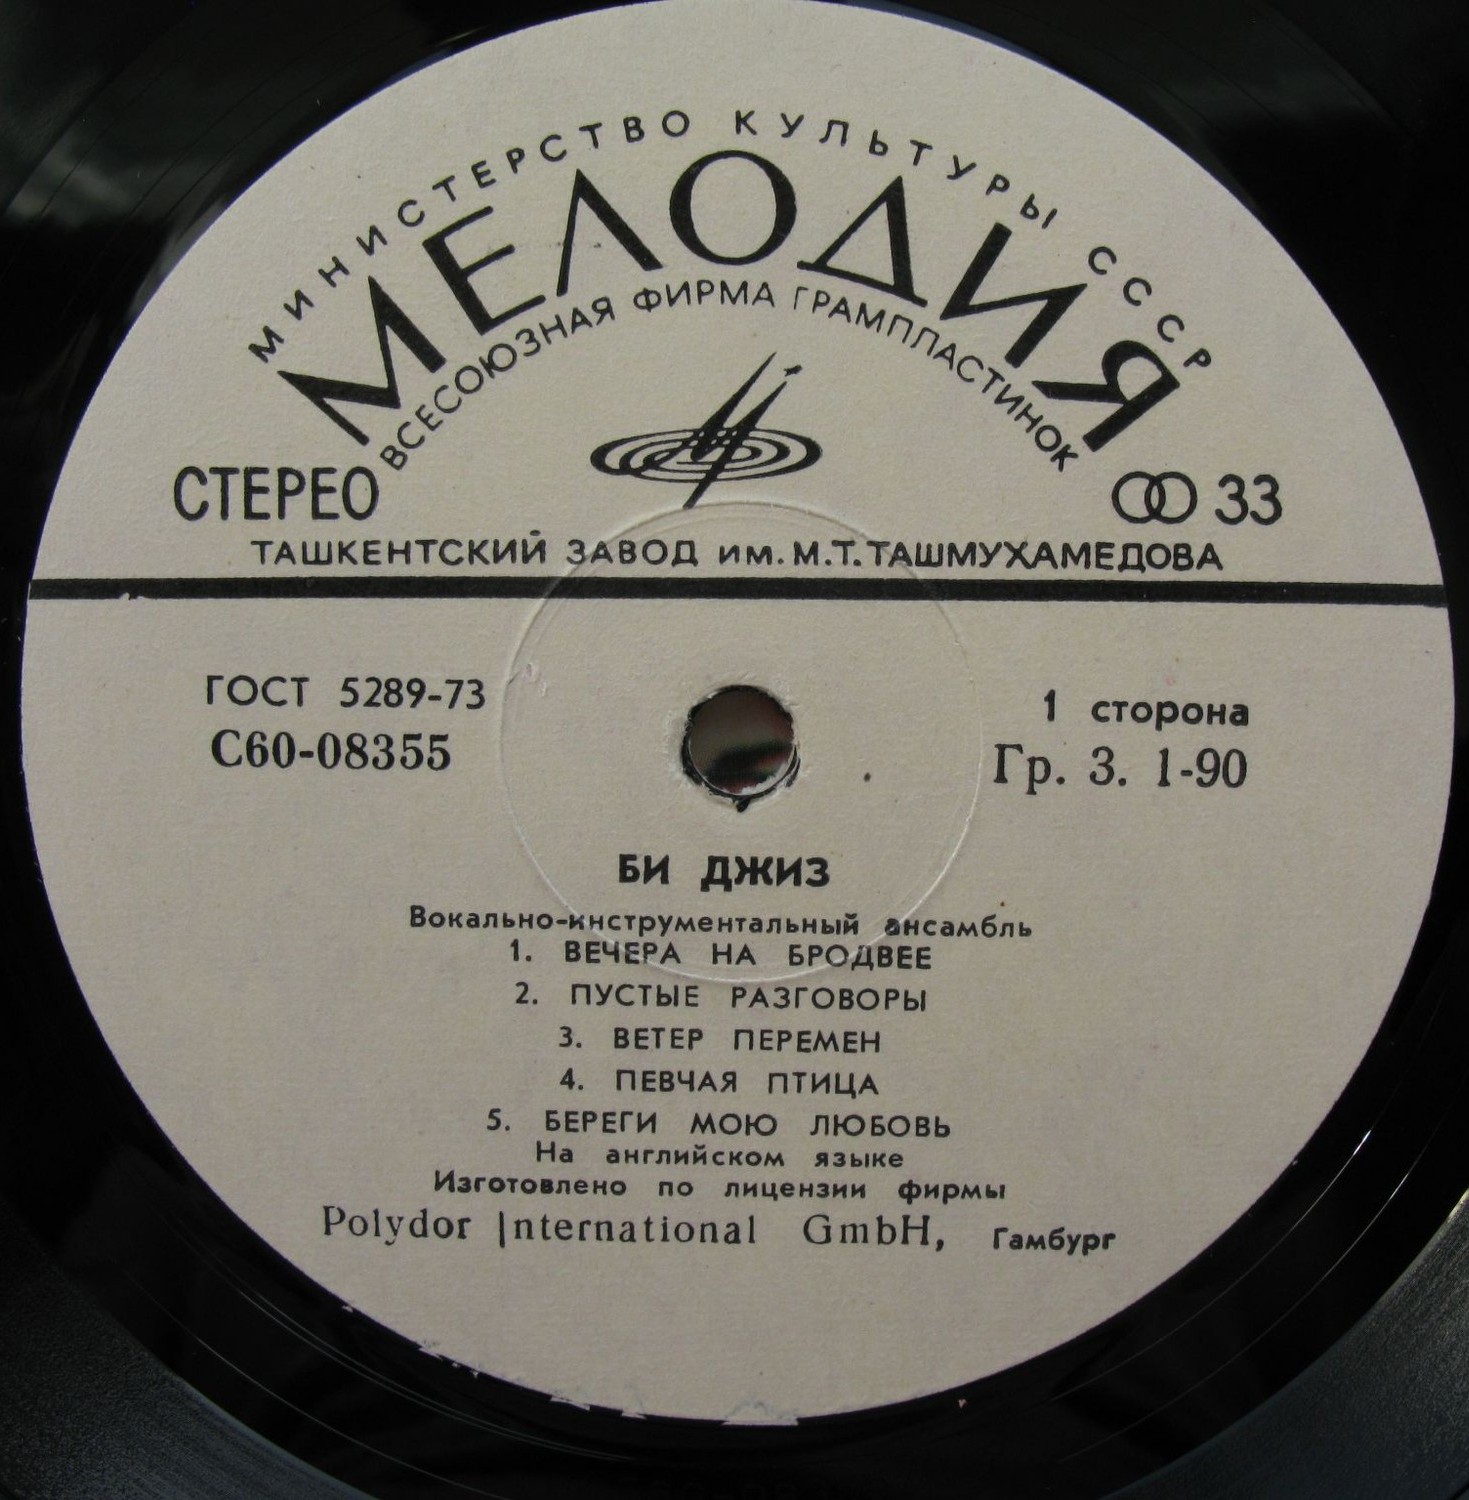 МИНИСТЕРСТВО КУЛЬТУРЫ СССР
МЕЛОДИЯ
ВСЕСОЮЗНАЯ ФИРМА ГРАМПЛАСТИНОК
СТЕРЕО
33
ТАШКЕНТСКИЙ ЗАВОД им. М.Т. ТАШМУХАМЕДОВА
ГОСТ 5289-73
1 сторона
С60-08355
Гр. 3. 1-90
БИ ДЖИЗ
Вокально-инструментальный ансамбль
1. ВЕЧЕРА НА БРОДВЕЕ
2. ПУСТЫЕ РАЗГОВОРЫ
3. ВЕТЕР ПЕРЕМЕН
4. ПЕВЧАЯ ПТИЦА
5. БЕРЕГИ МОЮ ЛЮБОВЬ
На английском языке
Изготовлено по лицензии фирмы
Polydor International GmbH, Гамбург